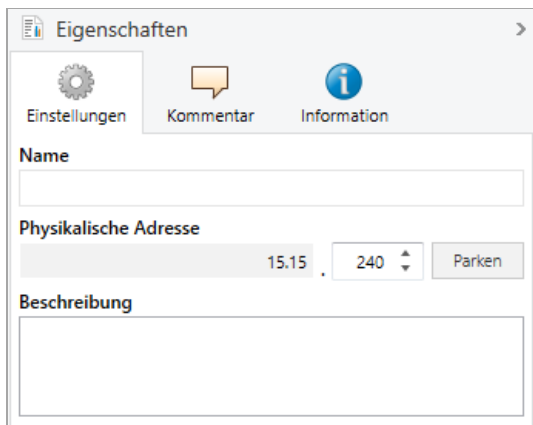 Eigenschaften
Einstellungen Kommentar Information
Name
Physikalische Adresse
15.15 . 240 Parken
Beschreibung